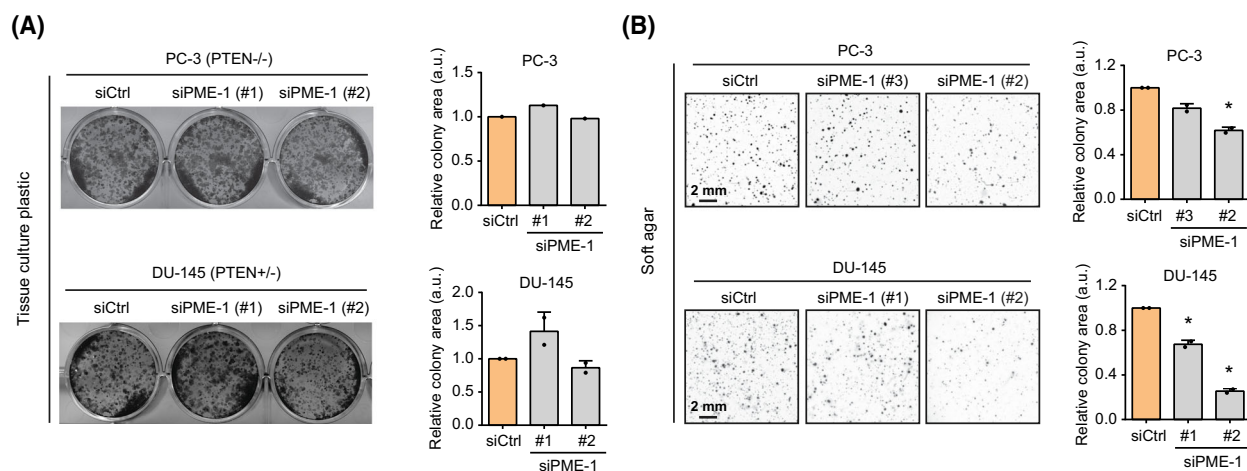 (A)
PC-3 (PTEN-/-)
siCtrl siPME-1 (#1) siPME-1 (#2)
Tissue culture plastic
DU-145 (PTEN+/-)
siCtrl siPME-1 (#1) siPME-1 (#2)
PC-3
Relative colony area (a.u.)
1.5
1.0
0.5
0.0
siCtrl #1 #2
siPME-1
DU-145
Relative colony area (a.u.)
2.0
1.5
1.0
0.5
0.0
siCtrl #1 #2
siPME-1
(B)
PC-3
siCtrl siPME-1 (#3) siPME-1 (#2)
2 mm
Soft agar
DU-145
siCtrl siPME-1 (#1) siPME-1 (#2)
2 mm
PC-3
Relative colony area (a.u.)
1.2
0.8
0.4
0.0
*
siCtrl #3 #2
siPME-1
DU-145
Relative colony area (a.u.)
1.2
0.8
0.4
0.0
*
*
siCtrl #1 #2
siPME-1